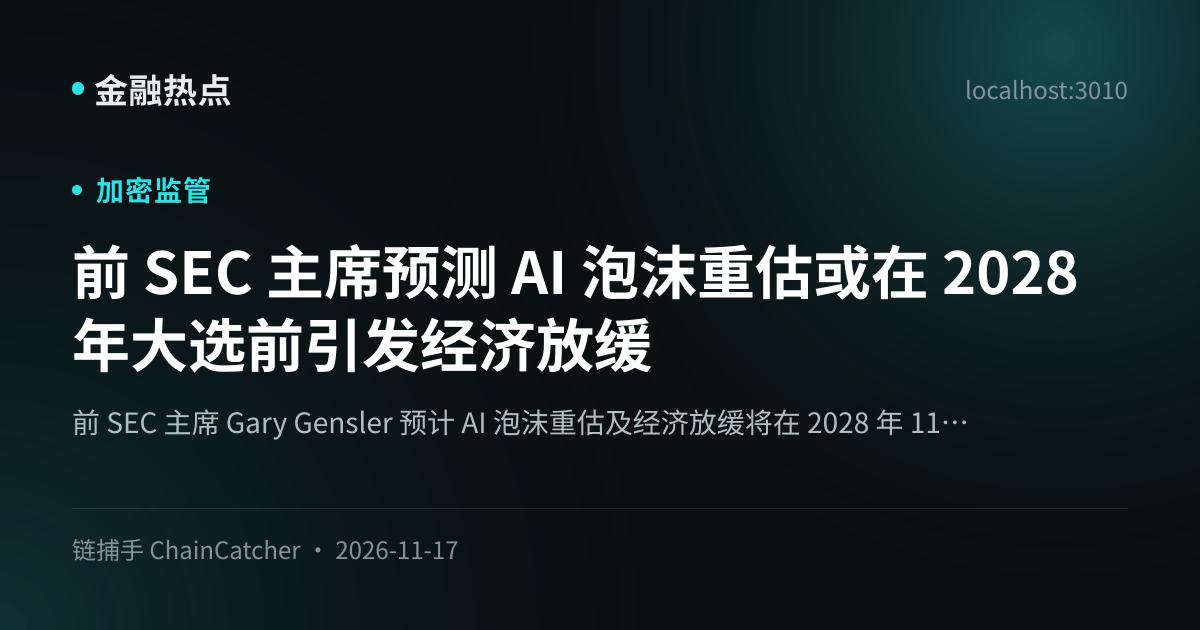 金融热点
localhost:3010
加密监管
前 SEC 主席预测 AI 泡沫重估或在 2028
年大选前引发经济放缓
前 SEC 主席 Gary Gensler 预计 AI 泡沫重估及经济放缓将在 2028 年 11…
链捕手 ChainCatcher · 2026-11-17